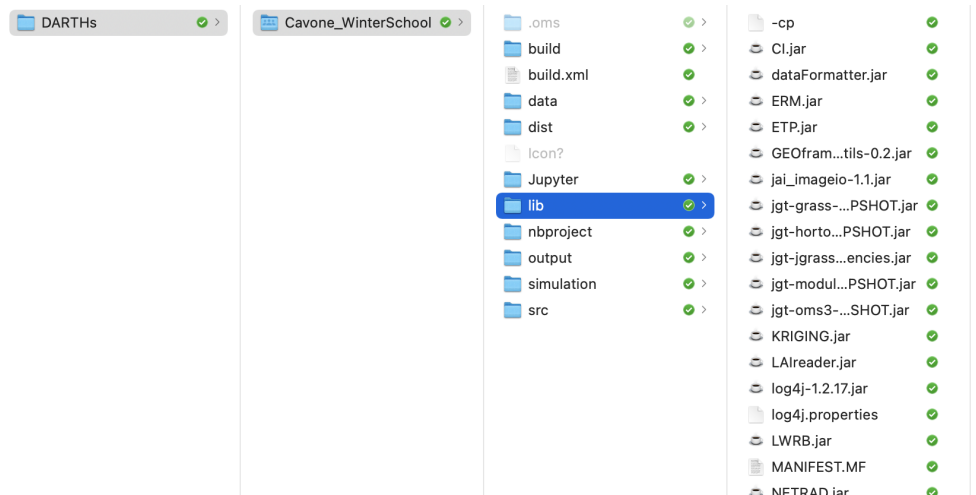 DARTHs
Cavone_WinterSchool
.oms
build
build.xml
data
dist
Icon?
Jupyter
lib
nbproject
output
simulation
src
-cp
CI.jar
dataFormatter.jar
ERM.jar
ETP.jar
GEOfram...tils-0.2.jar
jai_imageio-1.1.jar
jgt-grass-...PSHOT.jar
jgt-horto...PSHOT.jar
jgt-jgrass...encies.jar
jgt-modul...PSHOT.jar
jgt-oms3-...SHOT.jar
KRIGING.jar
LAIreader.jar
log4j-1.2.17.jar
log4j.properties
LWRB.jar
MANIFEST.MF
NETRAD.jar